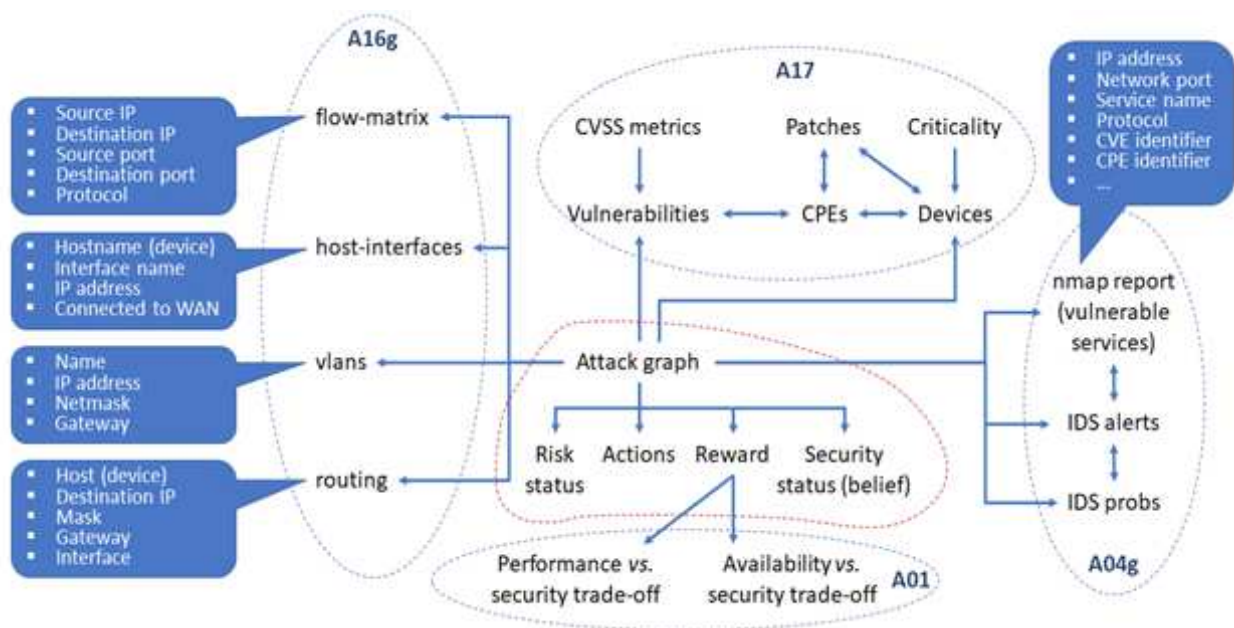 A16g
Source IP
Destination IP
Source port
Destination port
Protocol
flow-matrix
Hostname (device)
Interface name
IP address
Connected to WAN
host-interfaces
Name
IP address
Netmask
Gateway
vlans
Host (device)
Destination IP
Mask
Gateway
Interface
routing
A17
CVSS metrics
Patches
Criticality
Vulnerabilities
CPEs
Devices
Attack graph
Risk
status
Actions
Reward
Security
status (belief)
Performance vs.
security trade-off
Availability vs.
security trade-off
A01
IP address
Network port
Service name
Protocol
CVE identifier
CPE identifier
...
nmap report
(vulnerable
services)
IDS alerts
IDS probs
A04g